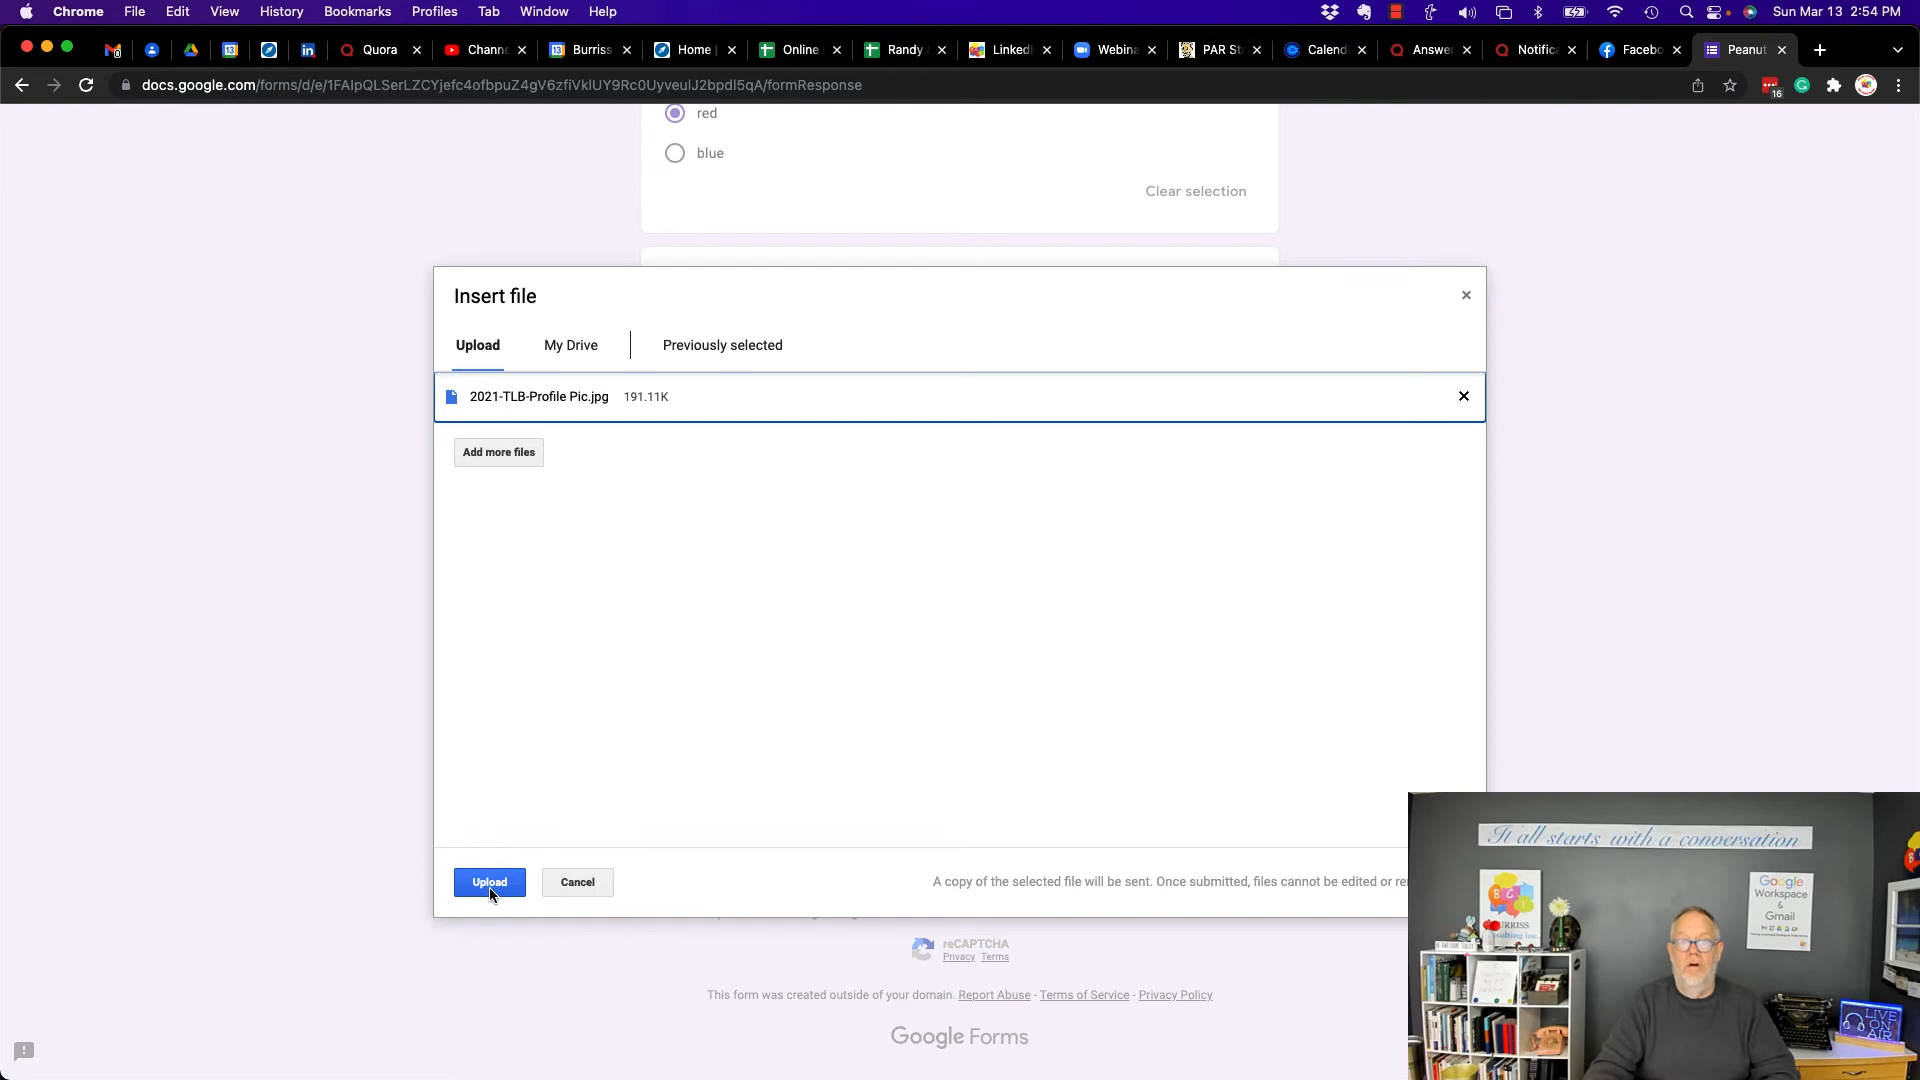 Chrome File Edit View History Bookmarks Profiles Tab Window Help Sun Mar 13 2:54 PM
Quora Channe Burriss Home Online Randy LinkedI Webina PAR St Calend Answe Notific Facebo Peanut
docs.google.com/forms/d/e/1FAIpQLSerLZCYjefc4ofbpuZ4gV6zfiVklUY9Rc0UyveulJ2bpdl5qA/formResponse
16
red
blue
Clear selection
Insert file
Upload My Drive Previously selected
2021-TLB-Profile Pic.jpg 191.11K
Add more files
Upload Cancel A copy of the selected file will be sent. Once submitted, files cannot be edited or re
reCAPTCHA
Privacy Terms
This form was created outside of your domain. Report Abuse - Terms of Service - Privacy Policy
Google Forms
It all starts with a conversation
Google
Workspace
&
Gmail
LIVE
ON
AIR